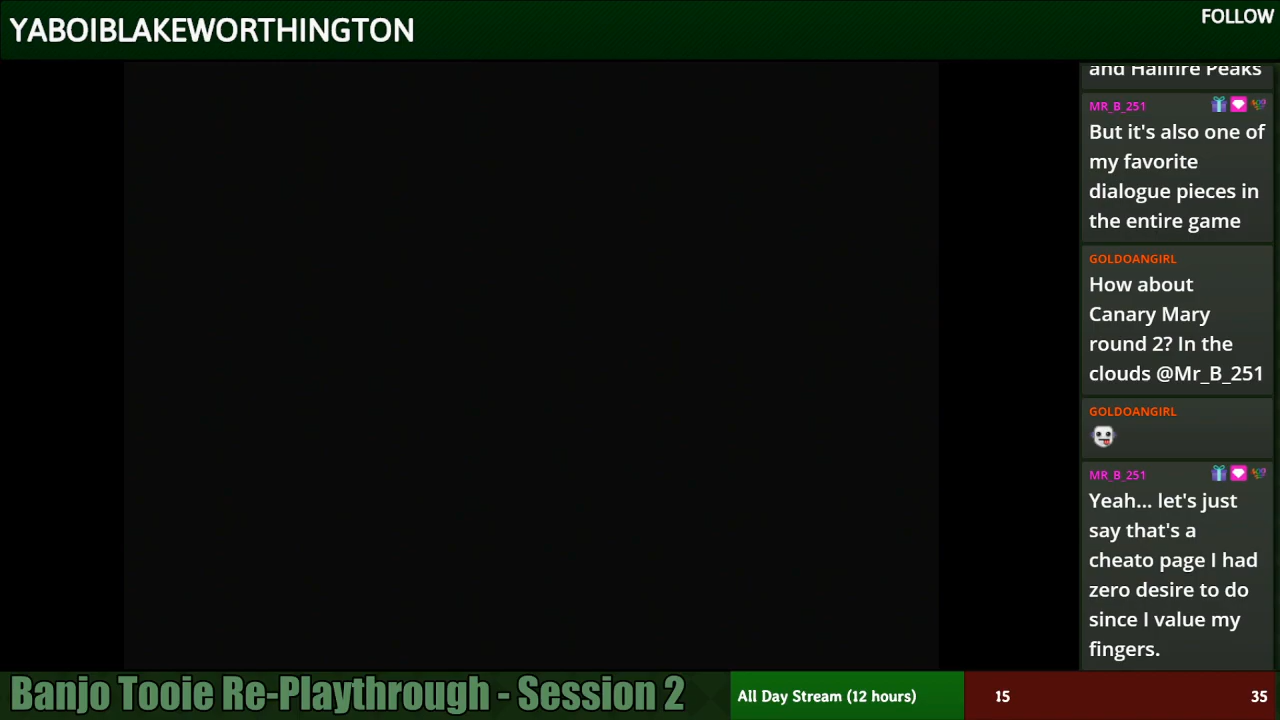 YABOIBLAKEWORTHINGTON
FOLLOW
and Hailfire Peaks
MR_B_251
But it's also one of
my favorite
dialogue pieces in
the entire game
GOLDOANGIRL
How about
Canary Mary
round 2? In the
clouds @Mr_B_251
GOLDOANGIRL
MR_B_251
Yeah... let's just
say that's a
cheato page I had
zero desire to do
since I value my
fingers.
Banjo Tooie Re-Playthrough - Session 2
All Day Stream (12 hours)
15
35